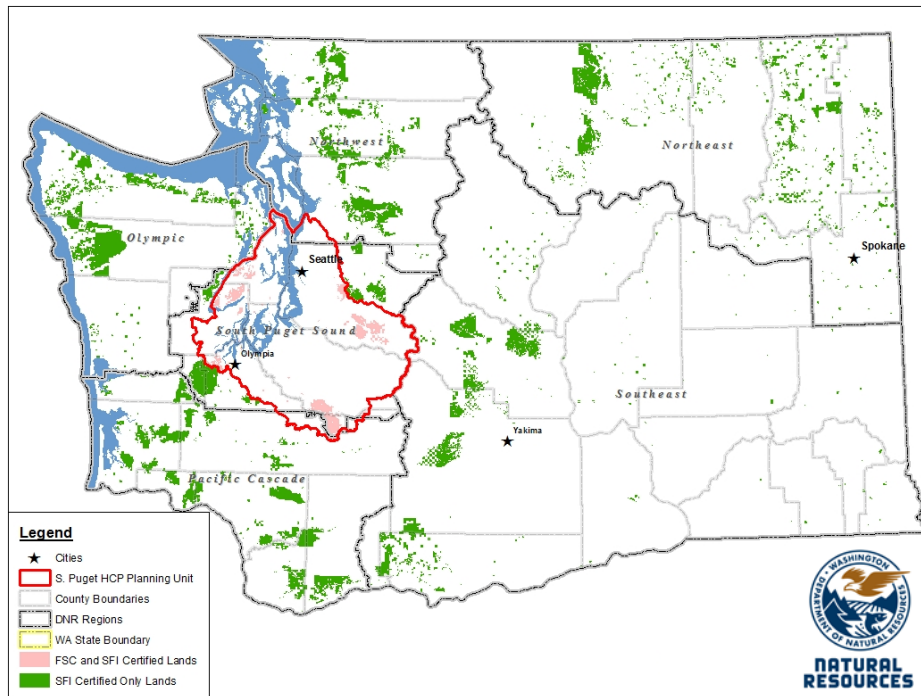 Northwest
Northeast
Olympic
Seattle
Spokane
South Puget Sound
Olympia
Southeast
Yakima
Pacific Cascade
Legend
Cities
S. Puget HCP Planning Unit
County Boundaries
DNR Regions
WA State Boundary
FSC and SFI Certified Lands
SFI Certified Only Lands
WASHINGTON
DEPARTMENT OF NATURAL RESOURCES
NATURAL
RESOURCES